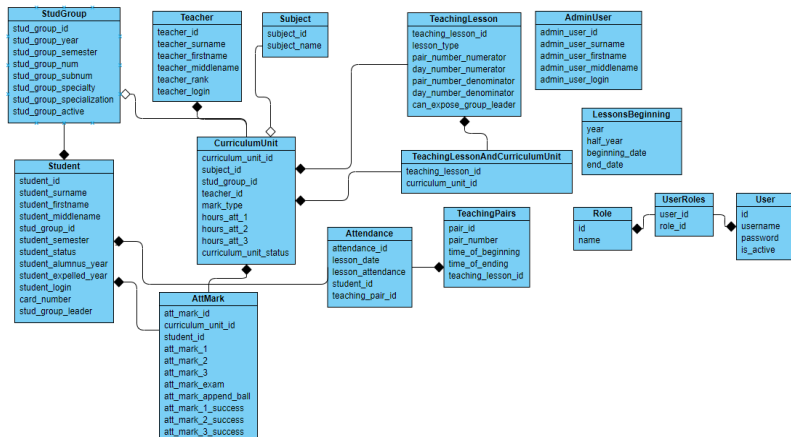 StudGroup
stud_group_id
stud_group_year
stud_group_semester
stud_group_num
stud_group_subnum
stud_group_specialty
stud_group_specialization
stud_group_active
Teacher
teacher_id
teacher_surname
teacher_firstname
teacher_middlename
teacher_rank
teacher_login
Subject
subject_id
subject_name
TeachingLesson
teaching_lesson_id
lesson_type
pair_number_numerator
day_number_numerator
pair_number_denominator
day_number_denominator
can_expose_group_leader
AdminUser
admin_user_id
admin_user_surname
admin_user_firstname
admin_user_middlename
admin_user_login
LessonsBeginning
year
half_year
beginning_date
end_date
CurriculumUnit
curriculum_unit_id
subject_id
stud_group_id
teacher_id
mark_type
hours_att_1
hours_att_2
hours_att_3
curriculum_unit_status
TeachingLessonAndCurriculumUnit
teaching_lesson_id
curriculum_unit_id
Student
student_id
student_surname
student_firstname
student_middlename
stud_group_id
student_semester
student_status
student_alumnus_year
student_expelled_year
student_login
card_number
stud_group_leader
Attendance
attendance_id
lesson_date
lesson_attendance
student_id
teaching_pair_id
TeachingPairs
pair_id
pair_number
time_of_beginning
time_of_ending
teaching_lesson_id
Role
id
name
UserRoles
user_id
role_id
User
id
username
password
is_active
AttMark
att_mark_id
curriculum_unit_id
student_id
att_mark_1
att_mark_2
att_mark_3
att_mark_exam
att_mark_append_ball
att_mark_1_success
att_mark_2_success
att_mark_3_success